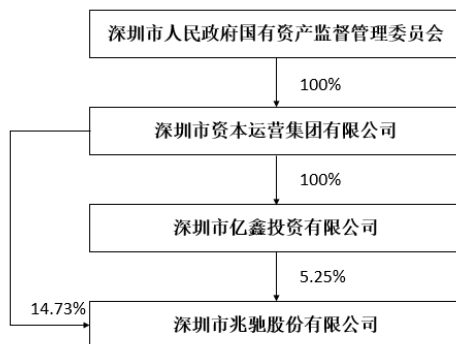 深圳市人民政府国有资产监督管理委员会
100%
深圳市资本运营集团有限公司
100%
深圳市亿鑫投资有限公司
5.25%
14.73%
深圳市兆驰股份有限公司